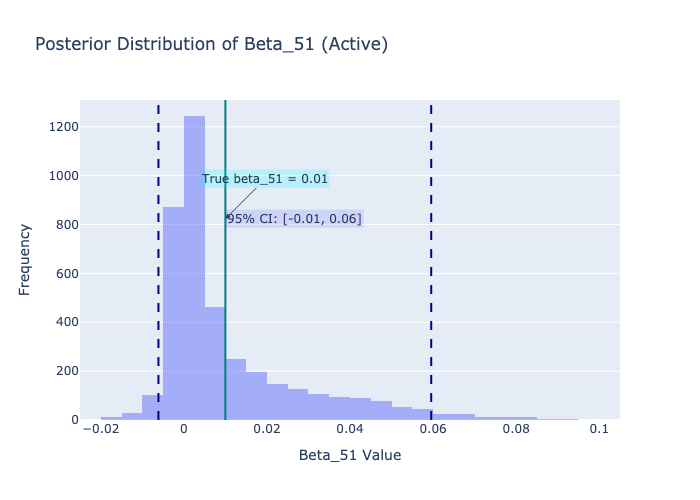 Posterior Distribution of Beta_51 (Active)
1200
1000
True beta_51 = 0.01
800
95% CI: [-0.01, 0.06]
600
400
200
0
Frequency
−0.02
0
0.02
0.04
0.06
0.08
0.1
Beta_51 Value